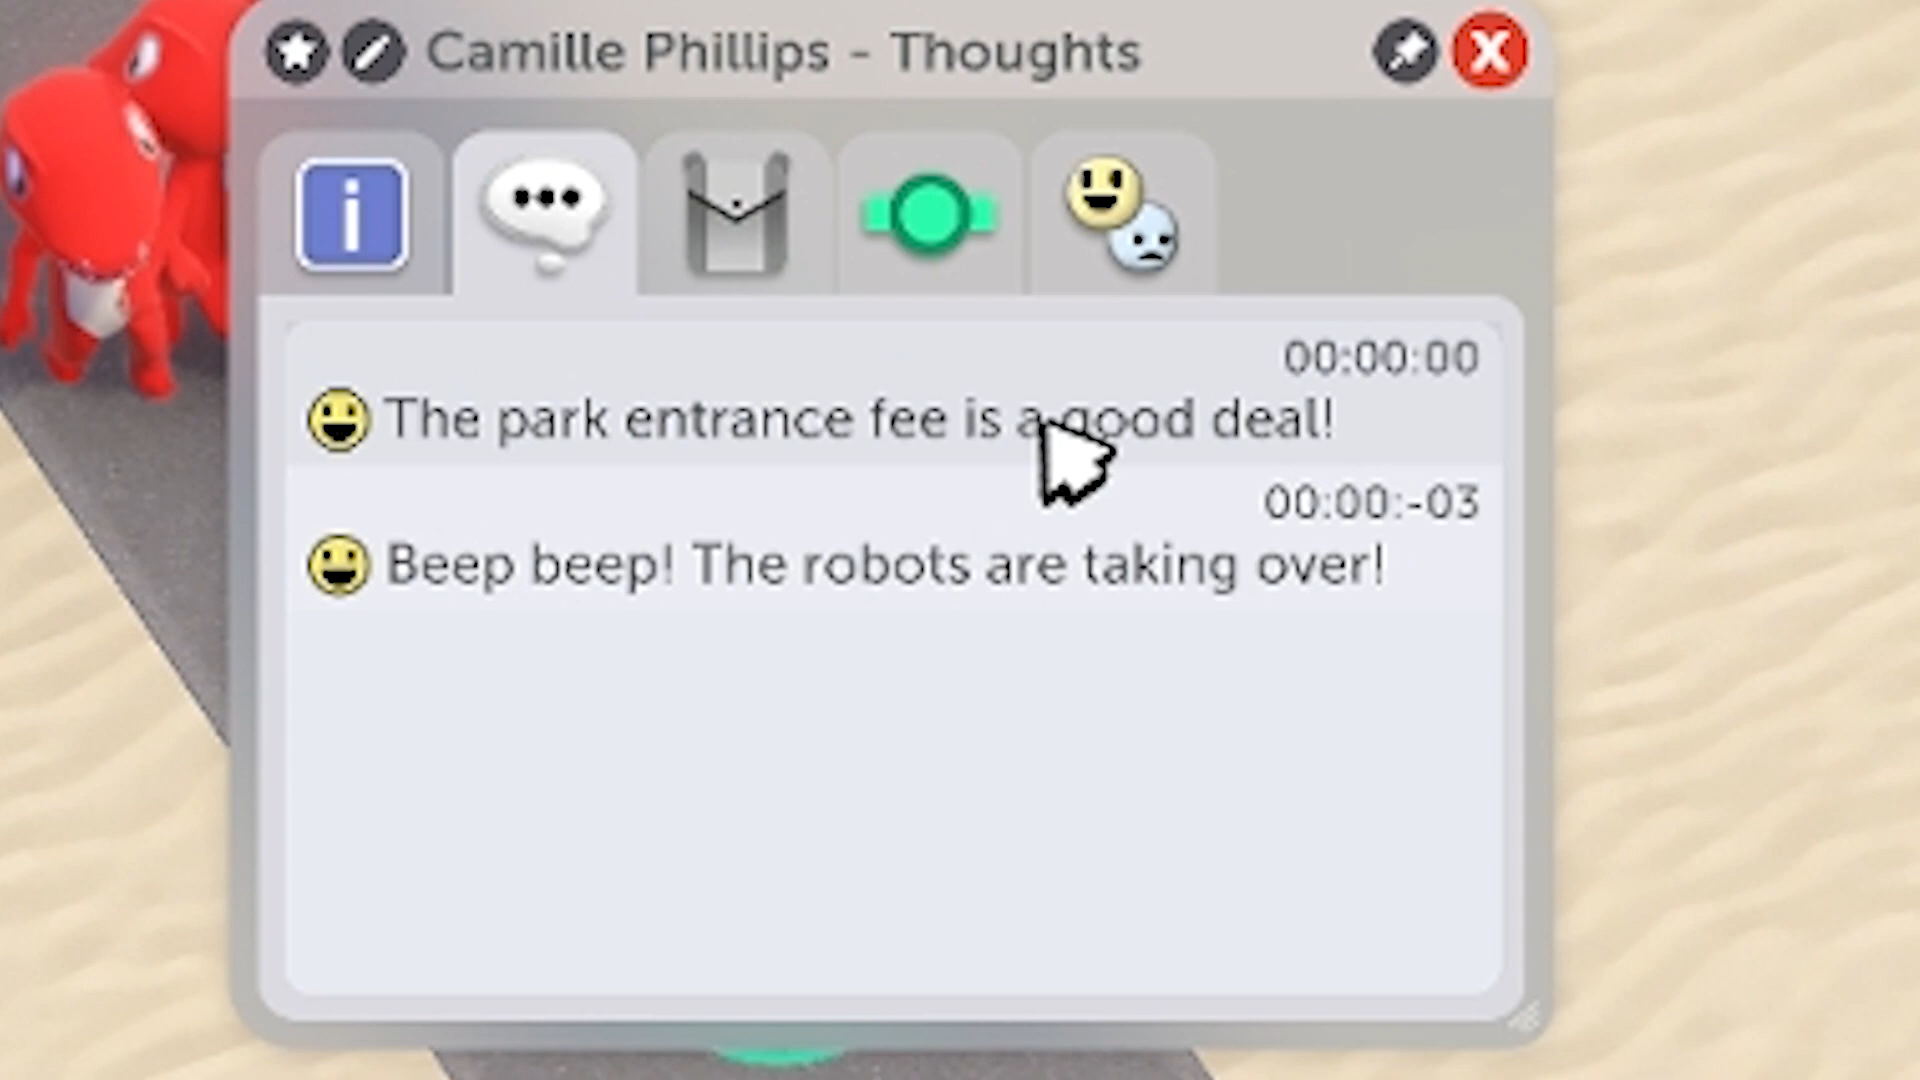 Camille Phillips - Thoughts
00:00:00
The park entrance fee is a good deal!
00:00:-03
Beep beep! The robots are taking over!